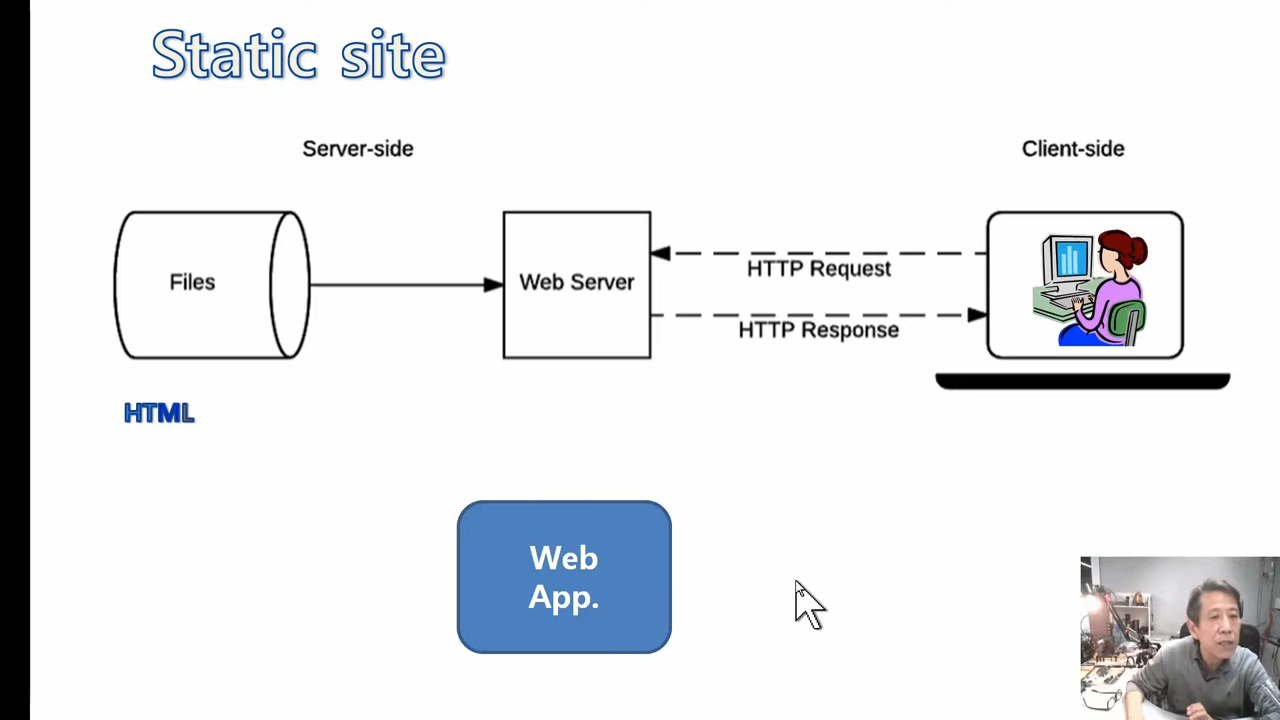 Static site
Server-side
Client-side
Files
Web Server
HTTP Request
HTTP Response
HTML
Web
App.